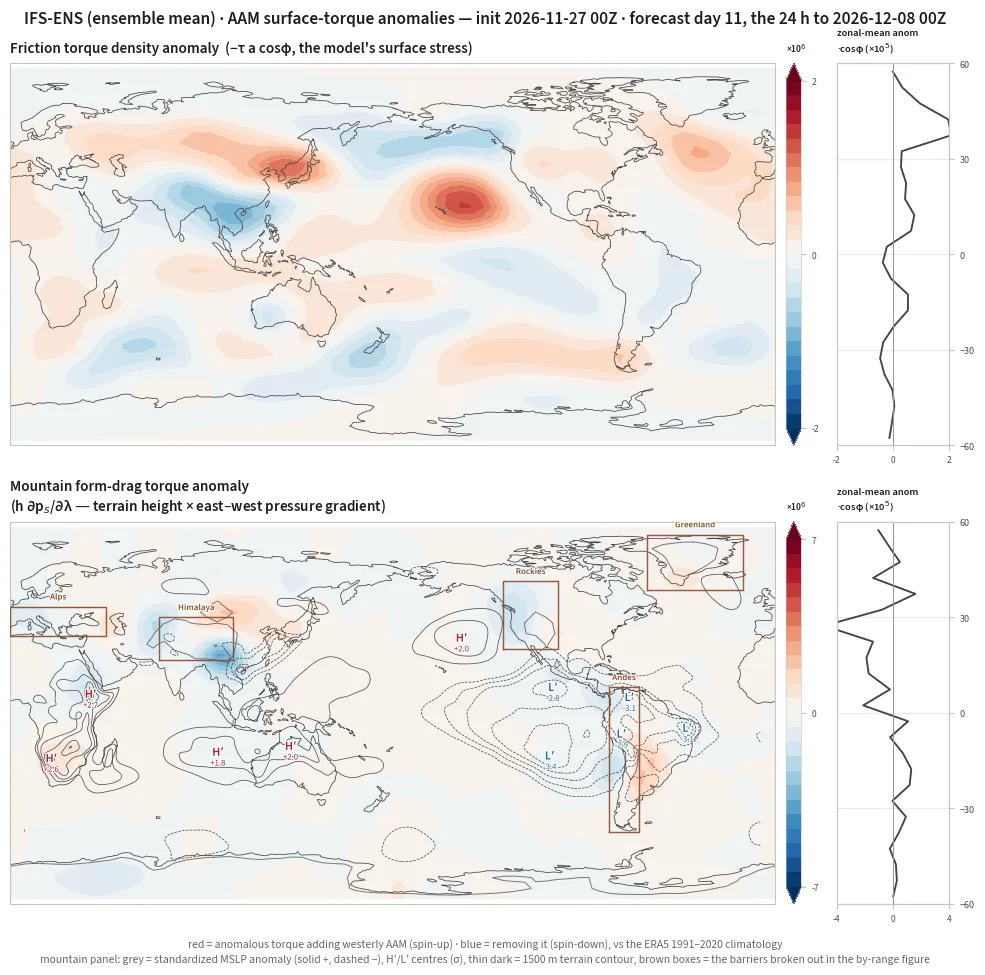 IFS-ENS (ensemble mean) · AAM surface-torque anomalies — init 2026-11-27 00Z · forecast day 11, the 24 h to 2026-12-08 00Z
Friction torque density anomaly (−τ a cosφ, the model's surface stress)
×10⁶
zonal-mean anom
·cosφ (×10⁵)
2
0
-2
60
30
0
−30
−60
-2
0
2
Mountain form-drag torque anomaly
(h ∂pₛ/∂λ — terrain height × east–west pressure gradient)
×10⁶
zonal-mean anom
·cosφ (×10⁵)
Greenland
Rockies
Alps
Himalaya
Andes
H′
+2.0
H′
L′
-2.8
L′
-3.1
L′
L′
H′
+1.8
H′
+2.0
L′
-3.4
H′
+2.6
7
0
-7
60
30
0
−30
−60
-4
0
4
red = anomalous torque adding westerly AAM (spin-up) · blue = removing it (spin-down), vs the ERA5 1991–2020 climatology
mountain panel: grey = standardized MSLP anomaly (solid +, dashed –), H′/L′ centres (σ), thin dark = 1500 m terrain contour, brown boxes = the barriers broken out in the by-range figure